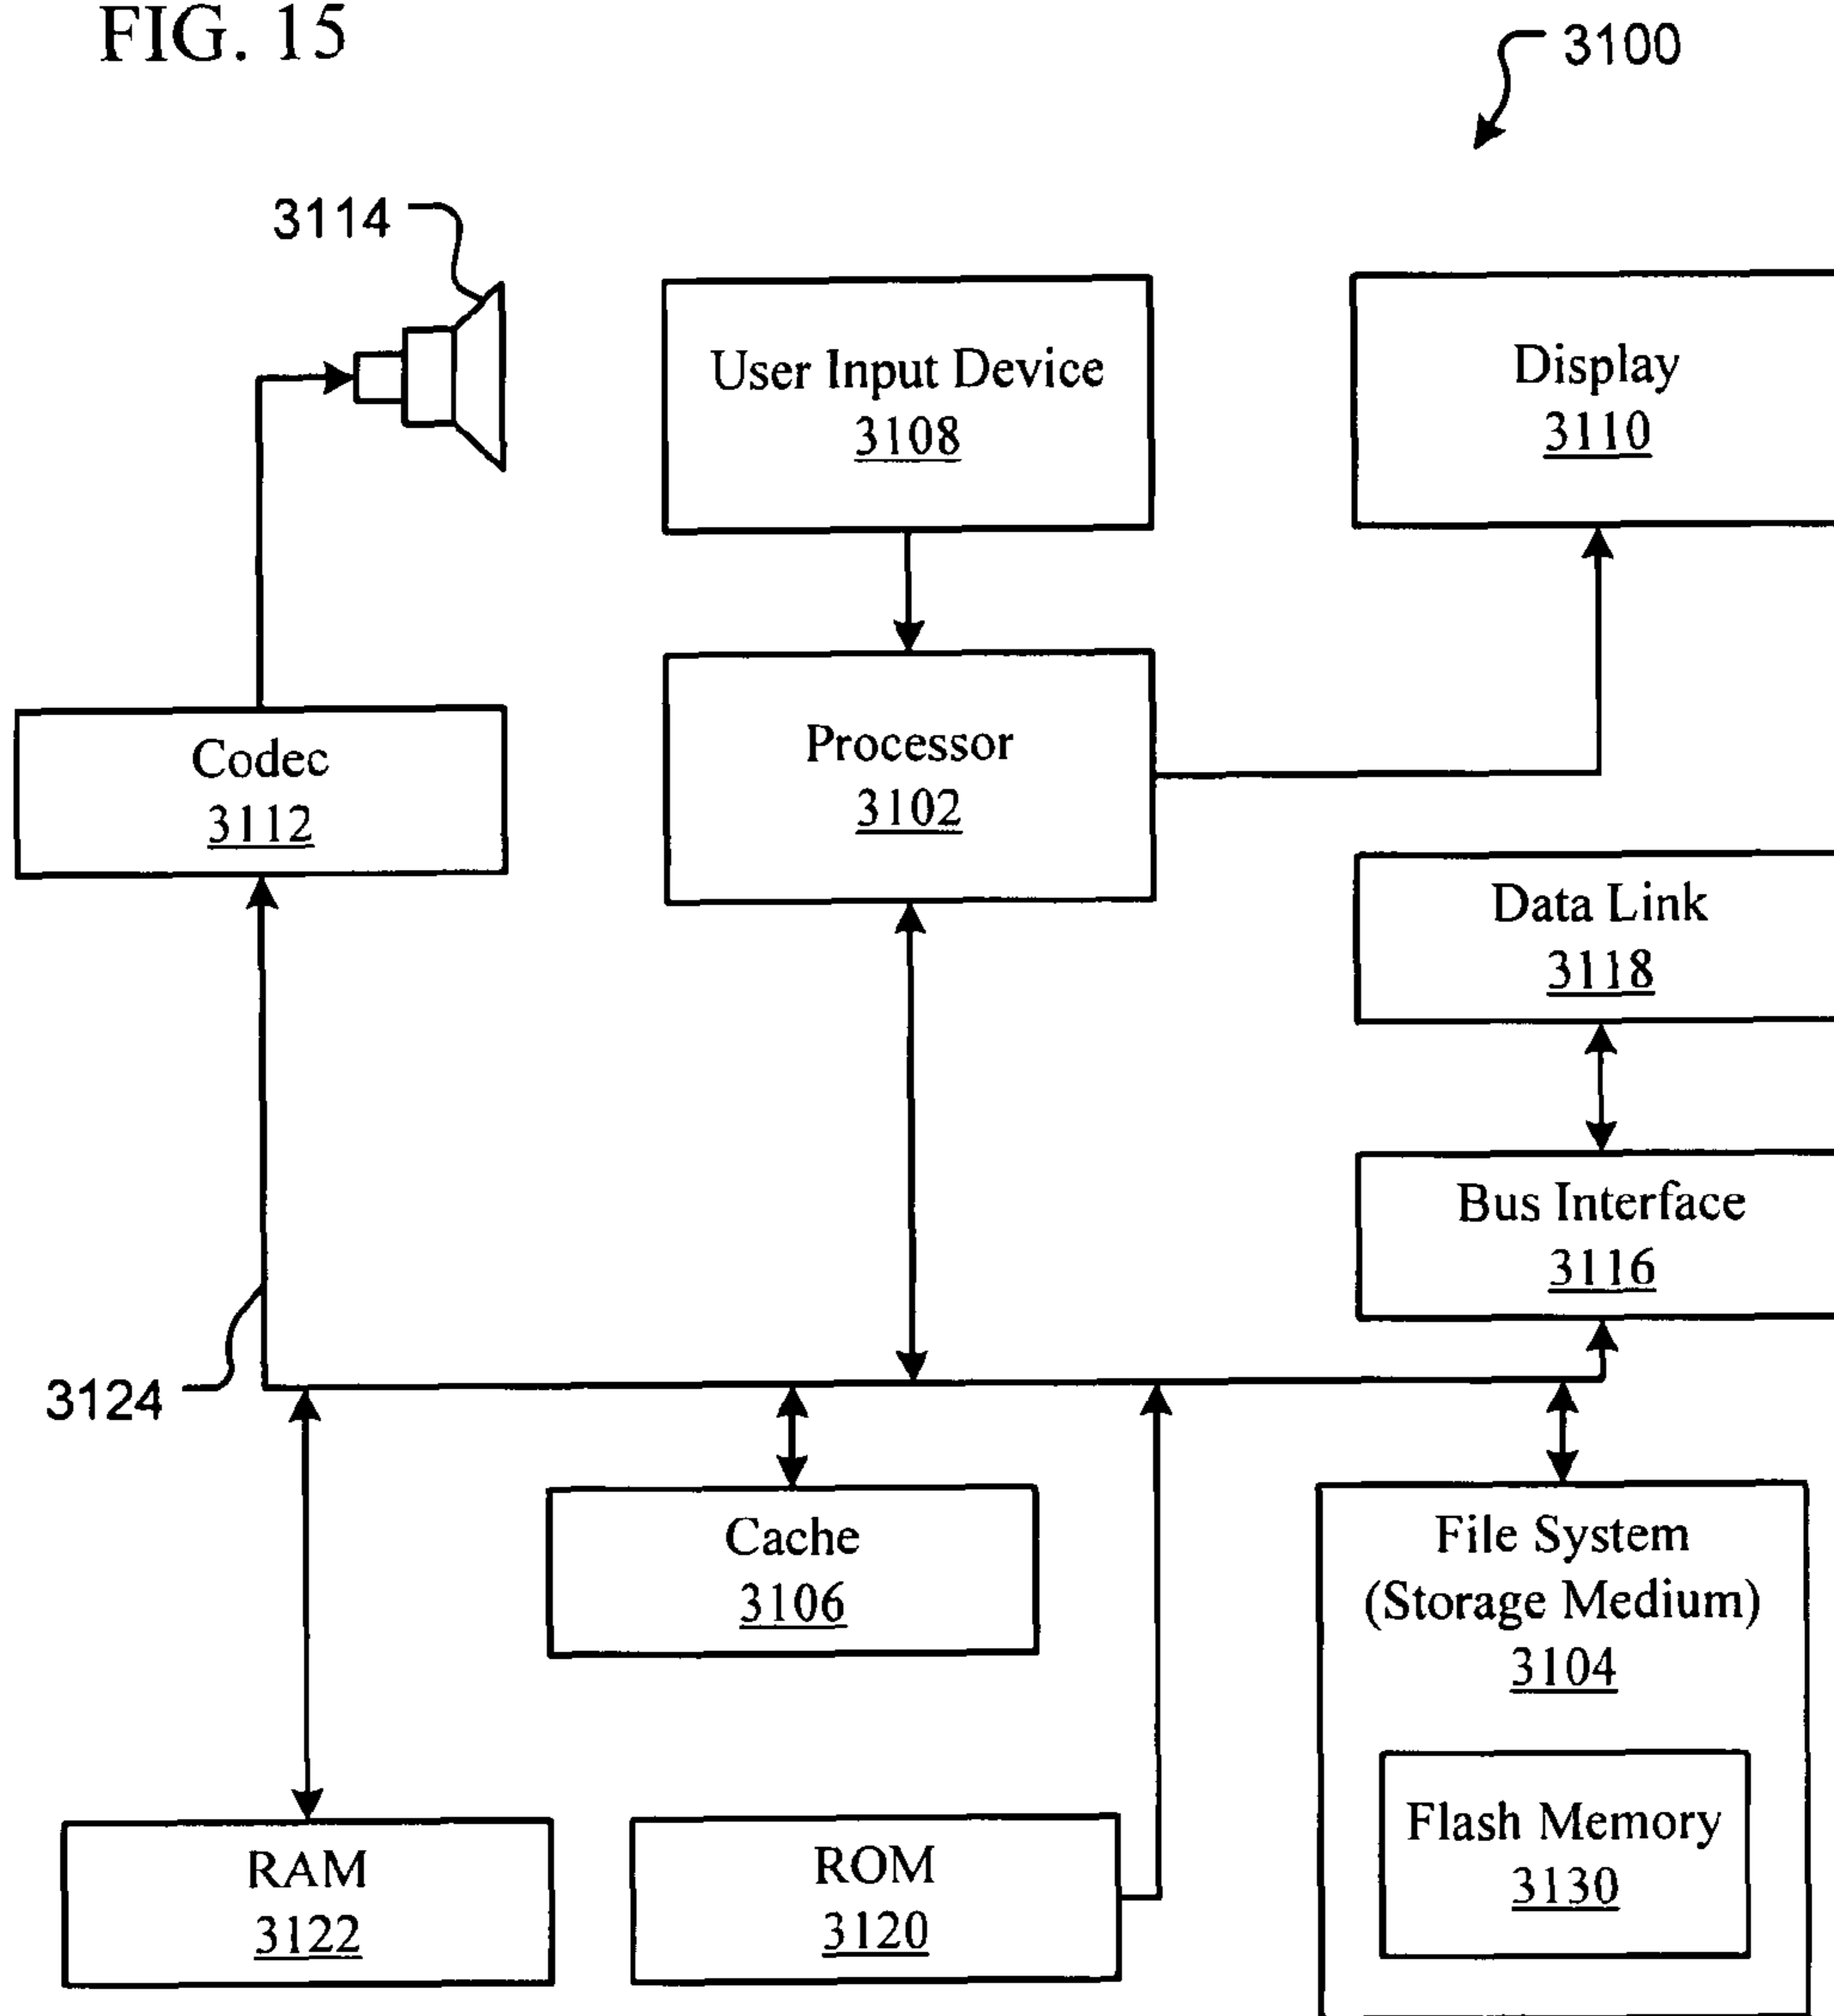 FIG. 15
3100
3114
User Input Device
3108
Display
3110
Codec
3112
Processor
3102
Data Link
3118
Bus Interface
3116
3124
Cache
3106
File System
(Storage Medium)
3104
Flash Memory
3130
RAM
3122
ROM
3120